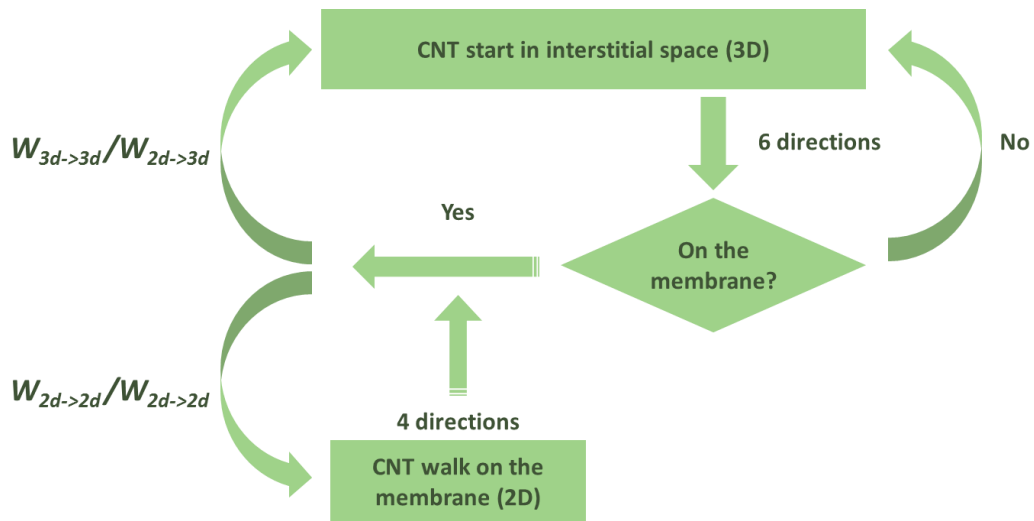 CNT start in interstitial space (3D)
W3d->3d/W2d->3d
6 directions
No
Yes
On the
membrane?
W2d->2d/W2d->2d
4 directions
CNT walk on the
membrane (2D)